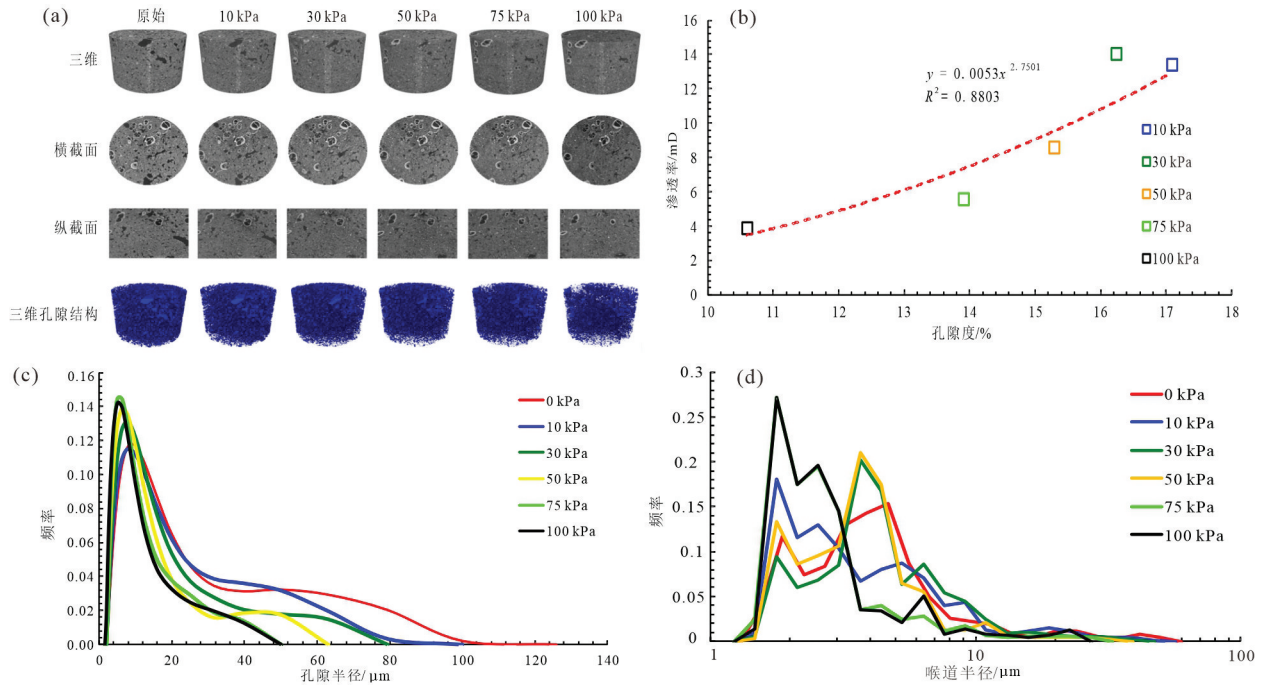 (a)
原始 10 kPa 30 kPa 50 kPa 75 kPa 100 kPa
三维
横截面
纵截面
三维孔隙结构
(b)
16
14
12
10
8
6
4
2
0
渗透率/mD
y = 0.0053x^2.7501
R² = 0.8803
10 kPa
30 kPa
50 kPa
75 kPa
100 kPa
10 11 12 13 14 15 16 17 18
孔隙度/%
(c)
0.16
0.14
0.12
0.10
0.08
0.06
0.04
0.02
0.00
频率
0 kPa
10 kPa
30 kPa
50 kPa
75 kPa
100 kPa
0 20 40 60 80 100 120 140
孔隙半径/μm
(d)
0.3
0.25
0.2
0.15
0.1
0.05
0
频率
0 kPa
10 kPa
30 kPa
50 kPa
75 kPa
100 kPa
1 10 100
喉道半径/μm